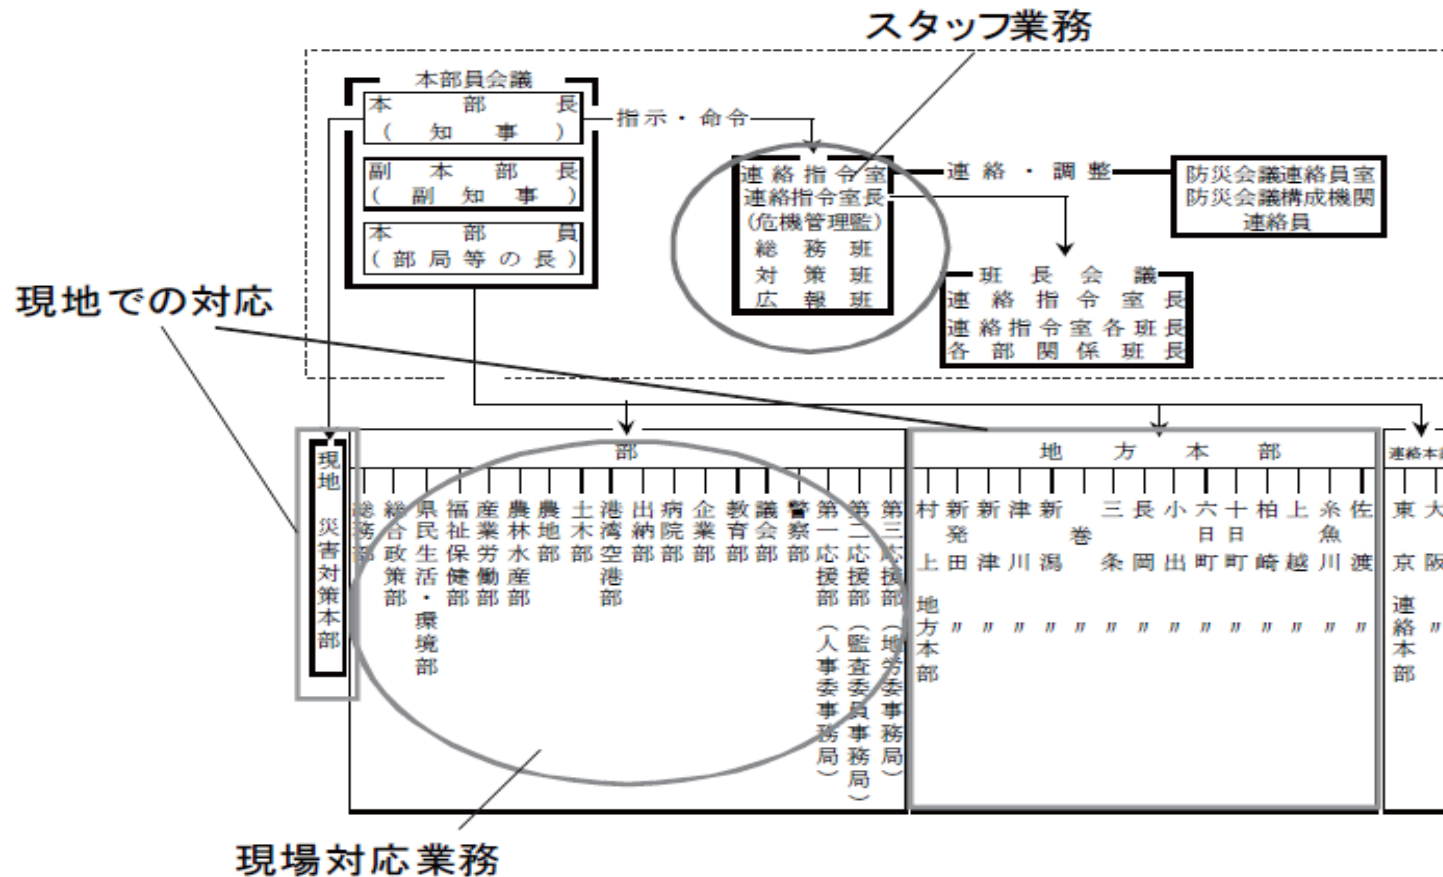 スタッフ業務
本部員会議
本部長
(知事)
副本部長
(副知事)
本部員
(部局等の長)
指示・命令
連絡指令室
連絡指令室長
(危機管理監)
総務班
対策班
広報班
連絡・調整
防災会議連絡員室
防災会議構成機関
連絡員
班長会議
連絡指令室長
連絡指令室各班長
各部関係班長
現地での対応
現地災害対策本部
部
総務部
総合政策部
県民生活・環境部
福祉保健部
産業労働部
農林水産部
農地部
土木部
港湾空港部
出納部
病院部
企業部
教育部
議会部
警察部
第一応援部(人事委事務局)
第二応援部(監査委員事務局)
第三応援部(地労委事務局)
地方本部
村上地方本部
新発田〃
新津〃
津川〃
新潟〃
巻〃
三条〃
長岡〃
小出〃
六日町〃
十日町〃
柏崎〃
上越〃
糸魚川〃
佐渡〃
連絡本
東京連絡本部
大阪〃
現場対応業務